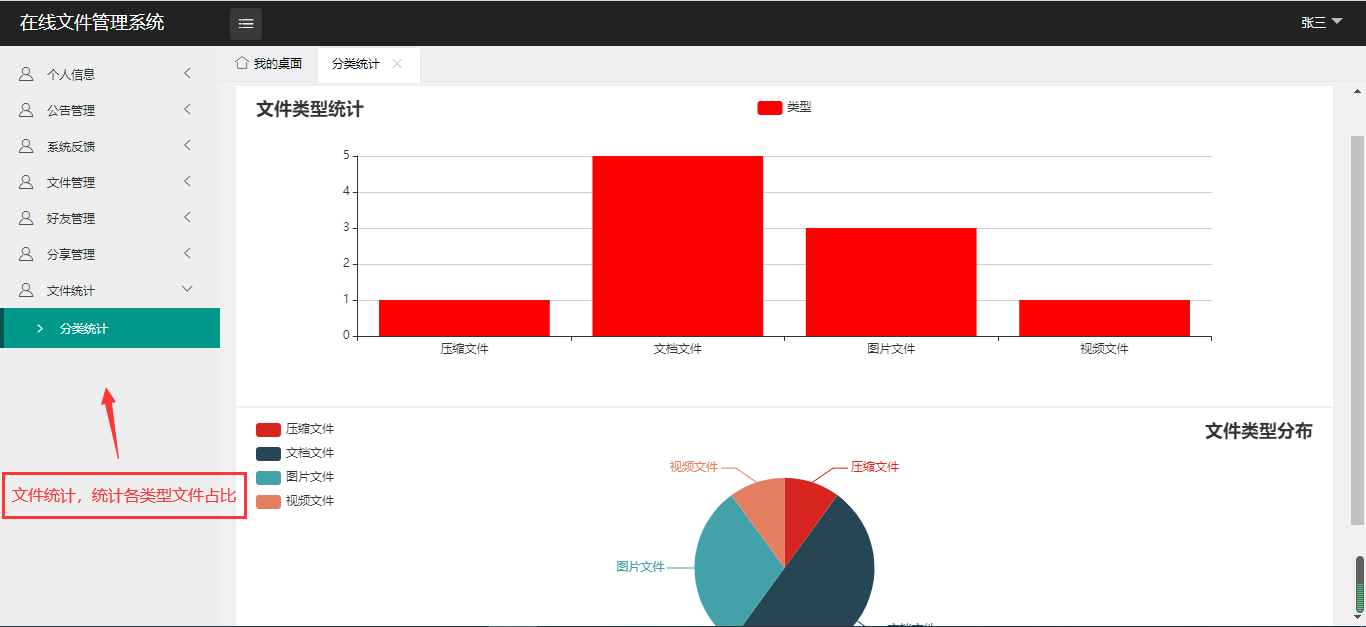 在线文件管理系统
张三
个人信息
公告管理
系统反馈
文件管理
好友管理
分享管理
文件统计
分类统计
文件统计，统计各类型文件占比
我的桌面
分类统计
文件类型统计
类型
5
4
3
2
1
0
压缩文件
文档文件
图片文件
视频文件
压缩文件
文档文件
图片文件
视频文件
文件类型分布
视频文件
压缩文件
图片文件